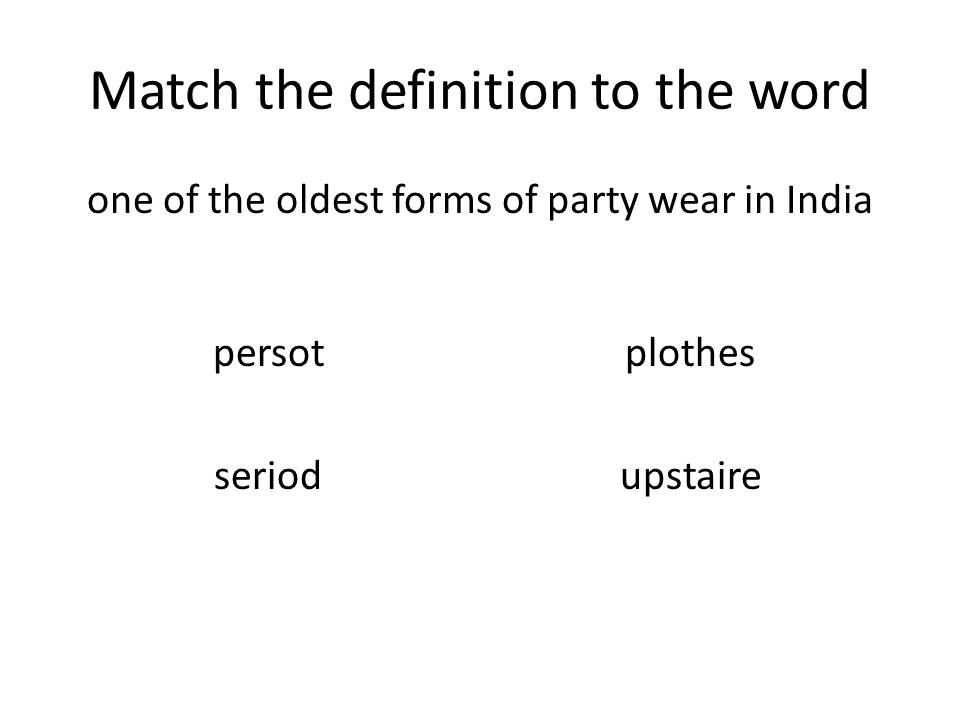 Match the definition to the word
one of the oldest forms of party wear in India
persot plothes
seriod upstaire